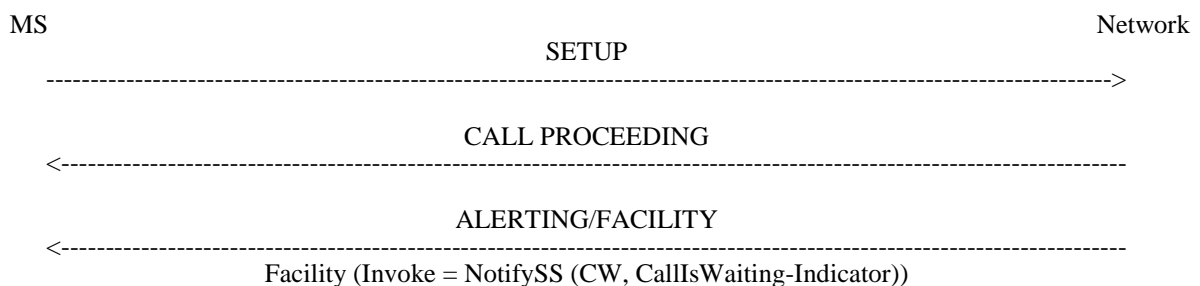 MS Network
SETUP
------------------------------------------------------------------------------------------------------------------------>
CALL PROCEEDING
<------------------------------------------------------------------------------------------------------------------------
ALERTING/FACILITY
<------------------------------------------------------------------------------------------------------------------------
Facility (Invoke = NotifySS (CW, CallIsWaiting-Indicator))